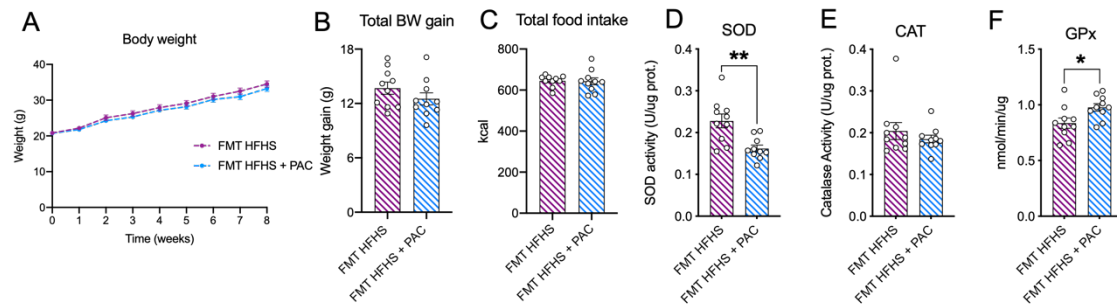 A
Body weight
Weight (g)
40
30
20
10
0
0 1 2 3 4 5 6 7 8
Time (weeks)
FMT HFHS
FMT HFHS + PAC
B
Total BW gain
Weight gain (g)
18
12
6
0
FMT HFHS
FMT HFHS + PAC
C
Total food intake
kcal
800
600
400
200
0
FMT HFHS
FMT HFHS + PAC
D
SOD
SOD activity (U/ug prot.)
0.4
0.3
0.2
0.1
0.0
**
FMT HFHS
FMT HFHS + PAC
E
CAT
Catalase Activity (U/ug prot.)
0.4
0.3
0.2
0.1
0.0
FMT HFHS
FMT HFHS + PAC
F
GPx
nmol/min/ug
1.5
1.0
0.5
0.0
*
FMT HFHS
FMT HFHS + PAC